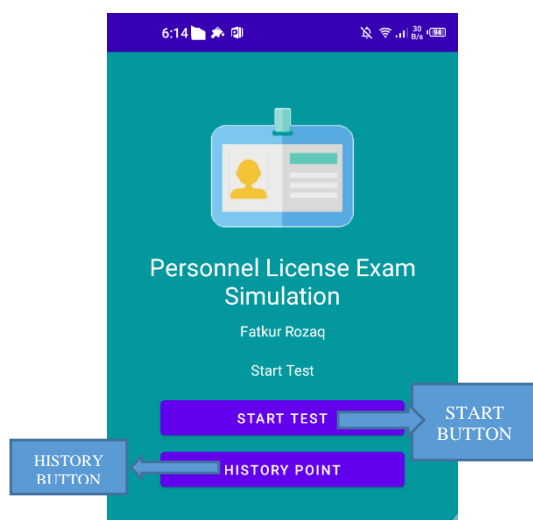 6:14 30 B/s 94
Personnel License Exam
Simulation
Fatkur Rozaq
Start Test
START TEST
START
BUTTON
HISTORY
BUTTON
HISTORY POINT